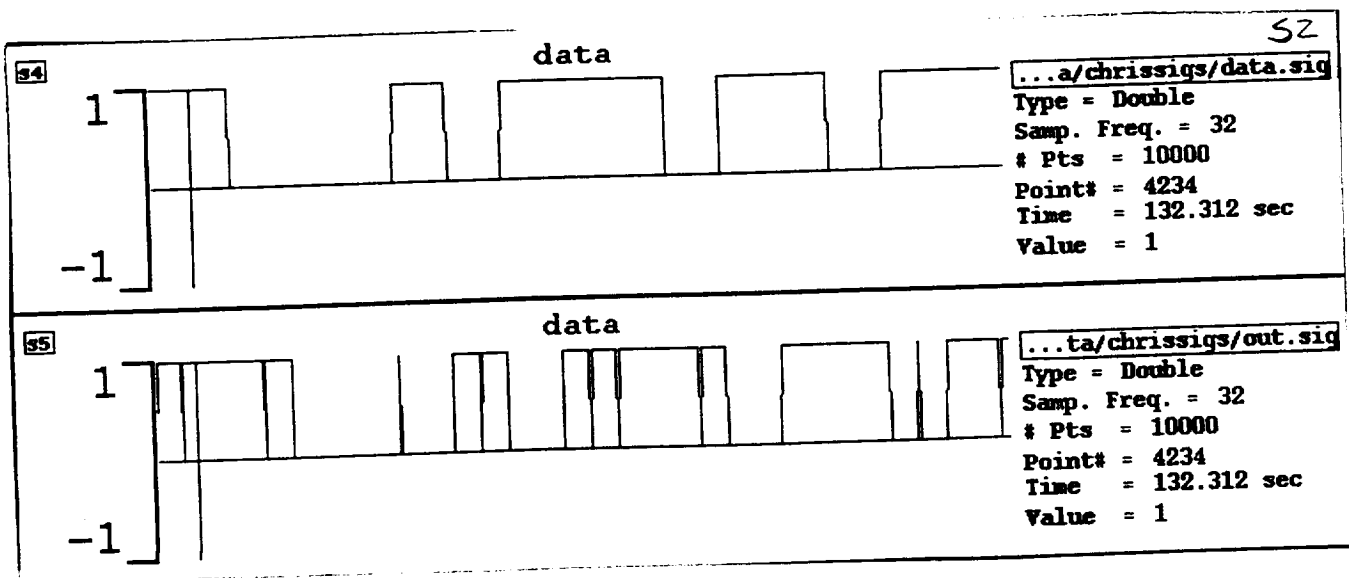 S2
s4
data
...a/chrissigs/data.sig
1
Type = Double
Samp. Freq. = 32
# Pts = 10000
Point# = 4234
Time = 132.312 sec
-1
Value = 1
s5
data
...ta/chrissigs/out.sig
1
Type = Double
Samp. Freq. = 32
# Pts = 10000
Point# = 4234
Time = 132.312 sec
-1
Value = 1